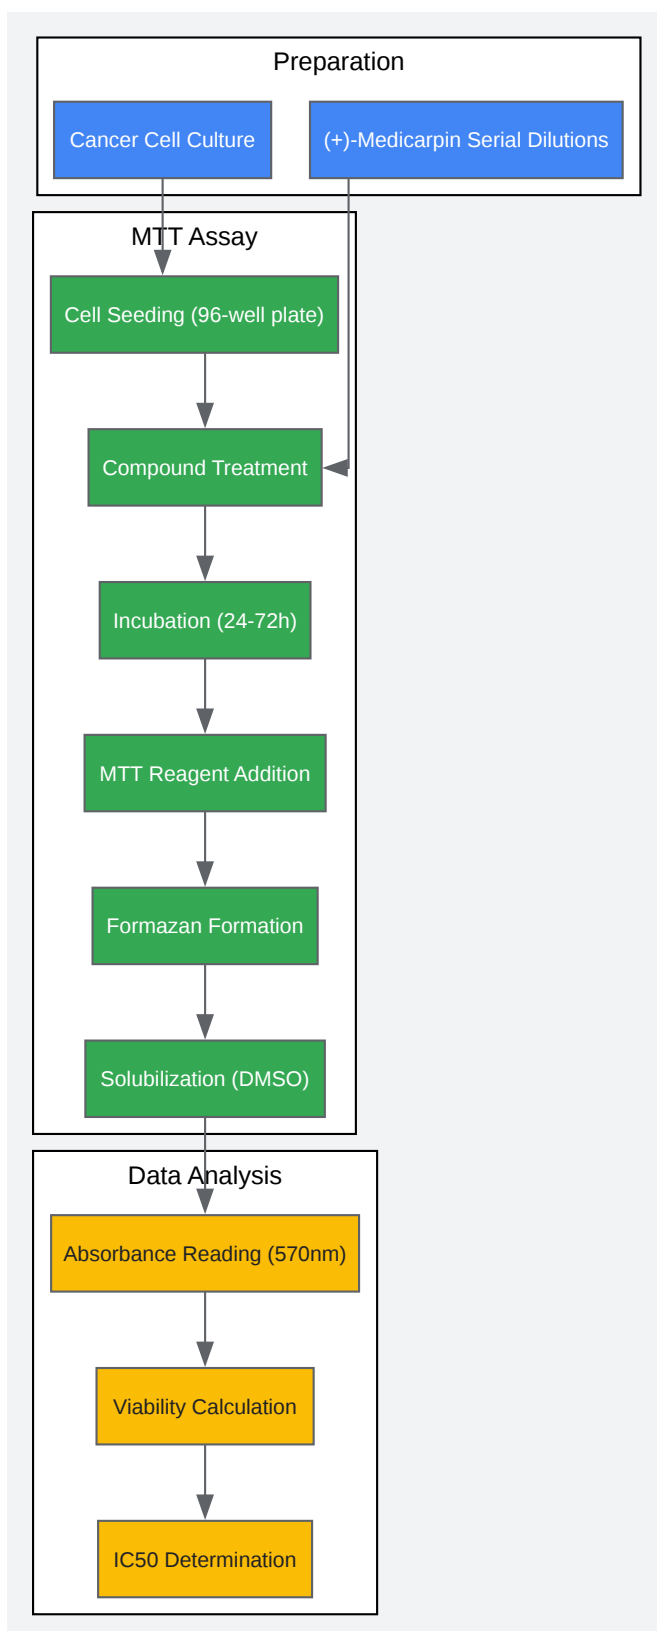 Preparation
Cancer Cell Culture
(+)-Medicarpin Serial Dilutions
MTT Assay
Cell Seeding (96-well plate)
Compound Treatment
Incubation (24-72h)
MTT Reagent Addition
Formazan Formation
Solubilization (DMSO)
Data Analysis
Absorbance Reading (570nm)
Viability Calculation
IC50 Determination